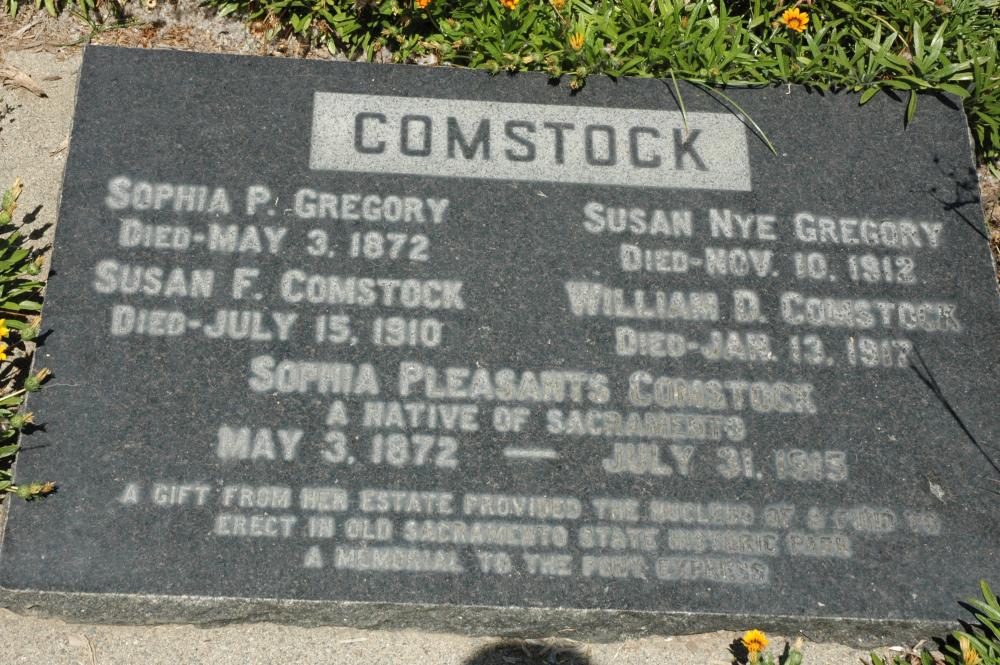 COMSTOCK
SOPHIA P. GREGORY
DIED-MAY 3, 1872
SUSAN F. COMSTOCK
DIED-JULY 15, 1910
SUSAN NYE GREGORY
DIED-NOV. 10, 1912
WILLIAM D. COMSTOCK
DIED-JAN. 13, 1917
SOPHIA PLEASANTS COMSTOCK
A NATIVE OF SACRAMENTO
MAY 3, 1872 — JULY 31, 1915
A GIFT FROM HER ESTATE PROVIDED THE NUCLEUS OF A FUND TO
ERECT IN OLD SACRAMENTO STATE HISTORIC PARK
A MEMORIAL TO THE PONY EXPRESS